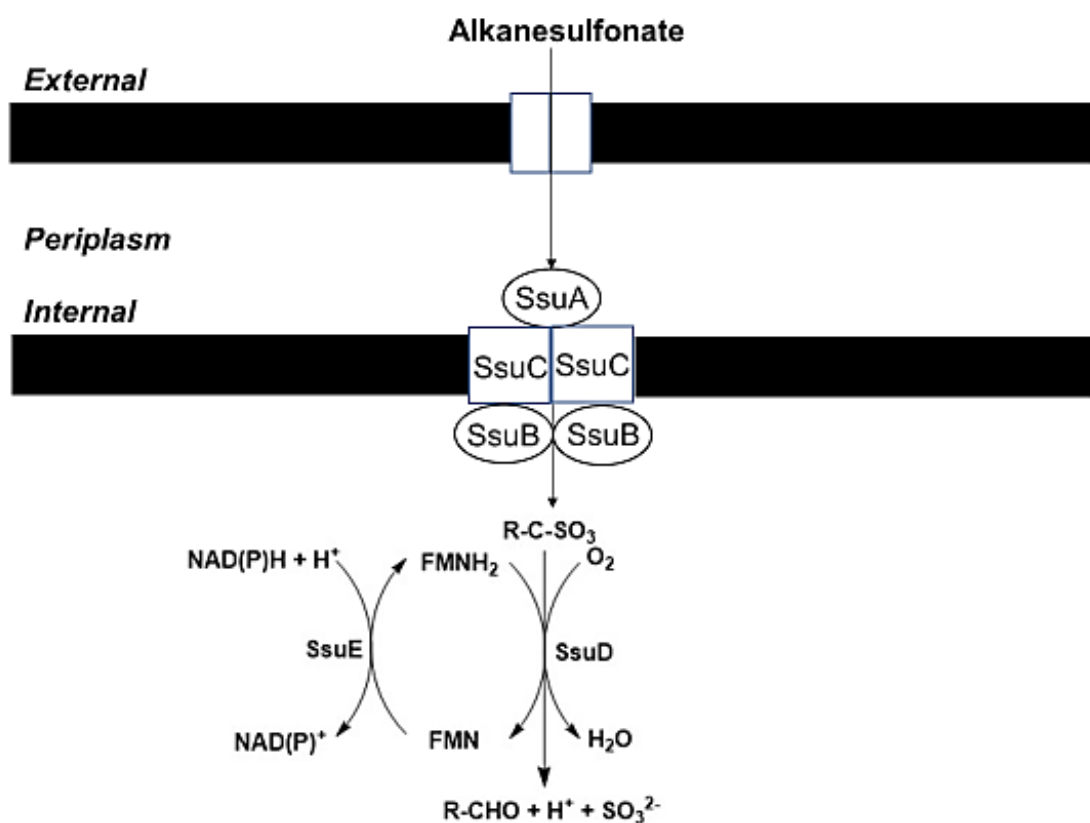 Alkanesulfonate
External
Periplasm
SsuA
Internal
SsuC SsuC
SsuB SsuB
R-C-SO₃
NAD(P)H + H⁺ FMNH₂ O₂
SsuE SsuD
NAD(P)⁺ FMN H₂O
R-CHO + H⁺ + SO₃²⁻